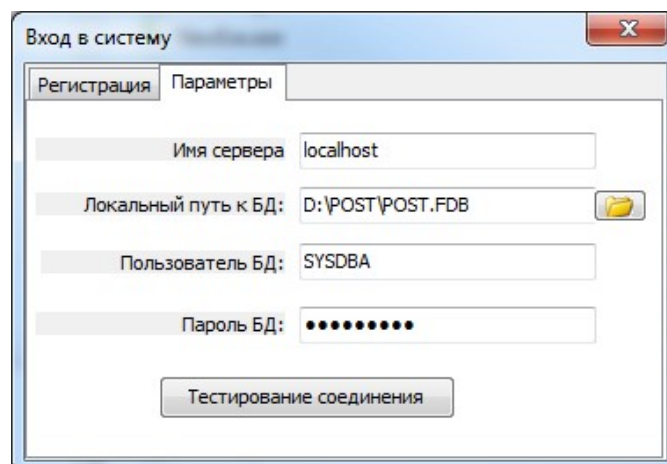 Вход в систему
Регистрация Параметры
Имя сервера localhost
Локальный путь к БД: D:\POST\POST.FDB
Пользователь БД: SYSDBA
Пароль БД: •••••••••
Тестирование соединения